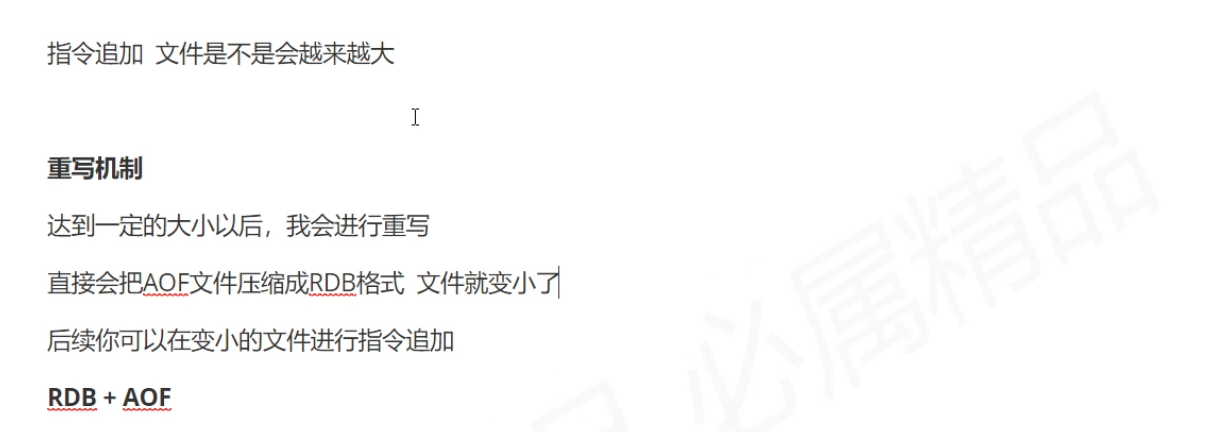 指令追加 文件是不是会越来越大
重写机制
达到一定的大小以后，我会进行重写
直接会把AOF文件压缩成RDB格式 文件就变小了
后续你可以在变小的文件进行指令追加
RDB + AOF
品 必属精品